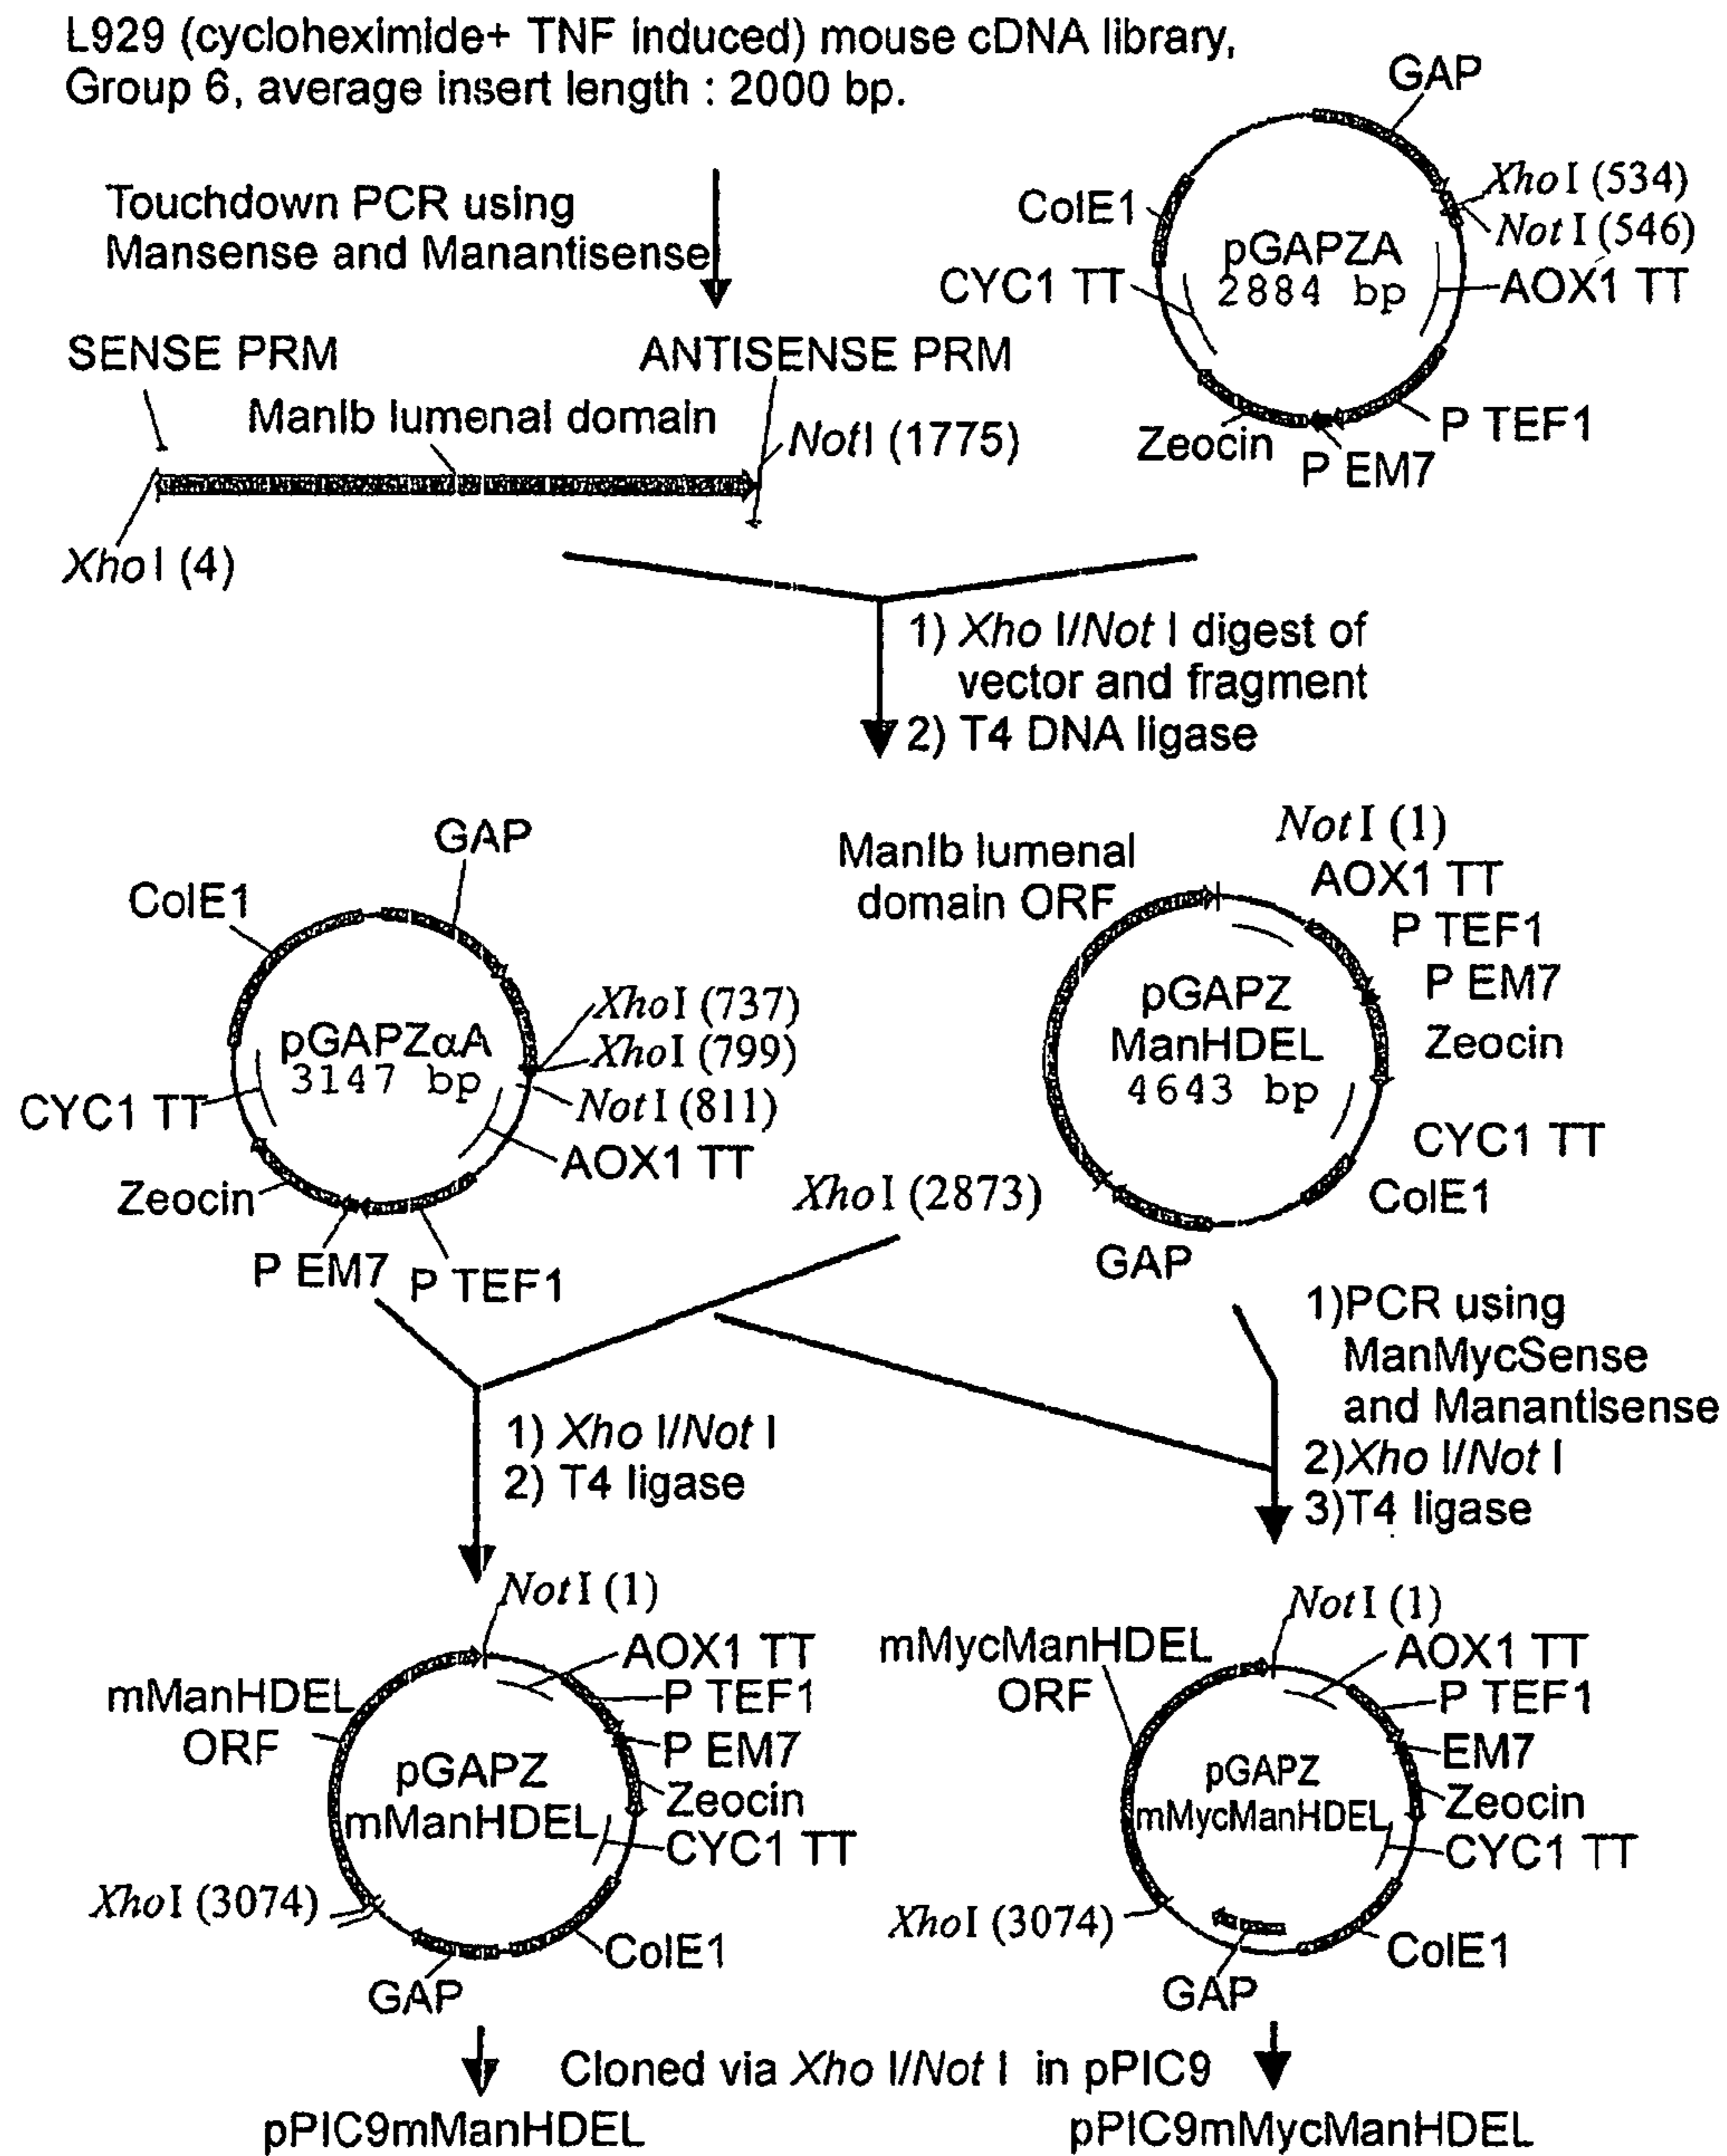 L929 (cycloheximide+ TNF induced) mouse cDNA library,
Group 6, average insert length : 2000 bp.
GAP
XhoI (534)
NotI (546)
ColE1
pGAPZA
2884 bp
CYC1 TT
AOX1 TT
Zeocin
P EM7
P TEF1
Touchdown PCR using
Mansense and Manantisense
SENSE PRM
ANTISENSE PRM
ManIb lumenal domain
NotI (1775)
XhoI (4)
1) Xho I/Not I digest of
vector and fragment
2) T4 DNA ligase
GAP
ColE1
XhoI (737)
XhoI (799)
pGAPZαA
3147 bp
NotI (811)
CYC1 TT
AOX1 TT
Zeocin
P EM7
P TEF1
NotI (1)
ManIb lumenal
domain ORF
AOX1 TT
P TEF1
P EM7
pGAPZ
ManHDEL
4643 bp
Zeocin
CYC1 TT
ColE1
XhoI (2873)
GAP
1) Xho I/Not I
2) T4 ligase
1)PCR using
ManMycSense
and Manantisense
2)Xho I/Not I
3)T4 ligase
NotI (1)
AOX1 TT
P TEF1
mManHDEL
ORF
P EM7
pGAPZ
mManHDEL
Zeocin
CYC1 TT
XhoI (3074)
ColE1
GAP
NotI (1)
mMycManHDEL
ORF
AOX1 TT
P TEF1
EM7
pGAPZ
mMycManHDEL
Zeocin
CYC1 TT
XhoI (3074)
ColE1
GAP
Cloned via Xho I/Not I in pPIC9
pPIC9mManHDEL
pPIC9mMycManHDEL